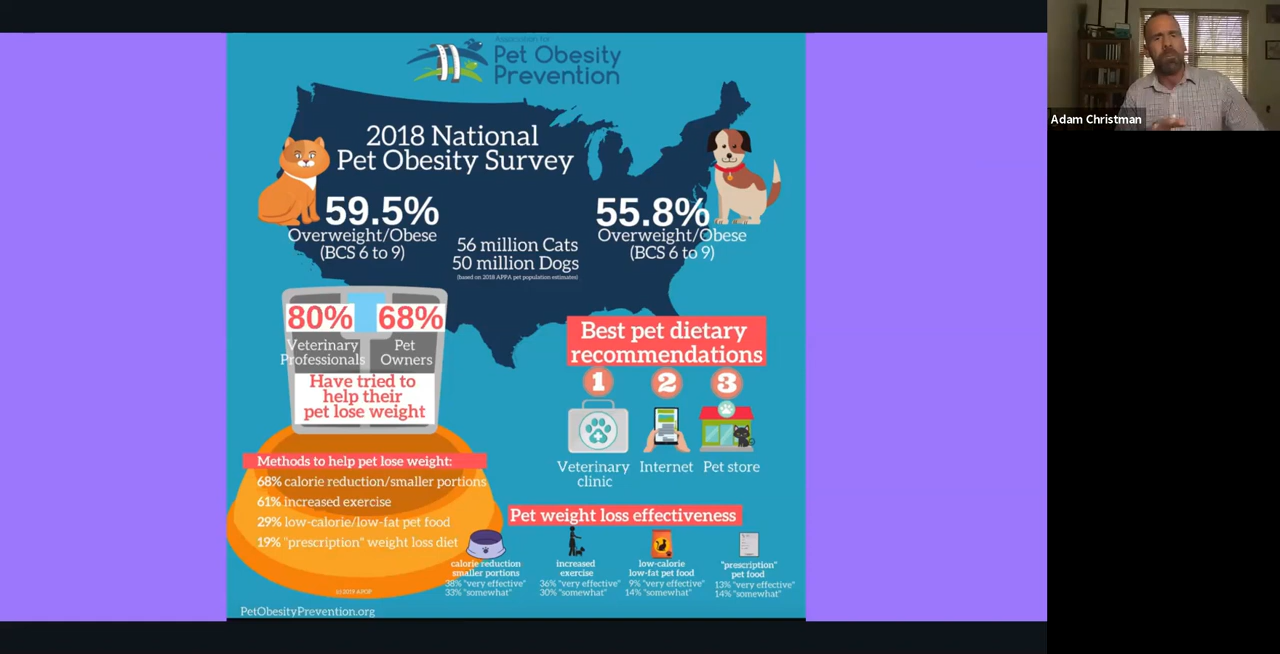 Association for
Pet Obesity
Prevention
2018 National
Pet Obesity Survey
59.5%
Overweight/Obese
(BCS 6 to 9)
56 million Cats
50 million Dogs
(based on 2018 APPA pet population estimates)
55.8%
Overweight/Obese
(BCS 6 to 9)
80% 68%
Veterinary Professionals
Pet Owners
Have tried to
help their
pet lose weight
Best pet dietary
recommendations
1 2 3
Veterinary clinic
Internet
Pet store
Methods to help pet lose weight:
68% calorie reduction/smaller portions
61% increased exercise
29% low-calorie/low-fat pet food
19% "prescription" weight loss diet
(c) 2019 APOP
Pet weight loss effectiveness
calorie reduction
smaller portions
38% "very effective"
33% "somewhat"
increased
exercise
36% "very effective"
30% "somewhat"
low-calorie
low-fat pet food
9% "very effective"
14% "somewhat"
"prescription"
pet food
13% "very effective"
14% "somewhat"
PetObesityPrevention.org
Adam Christman